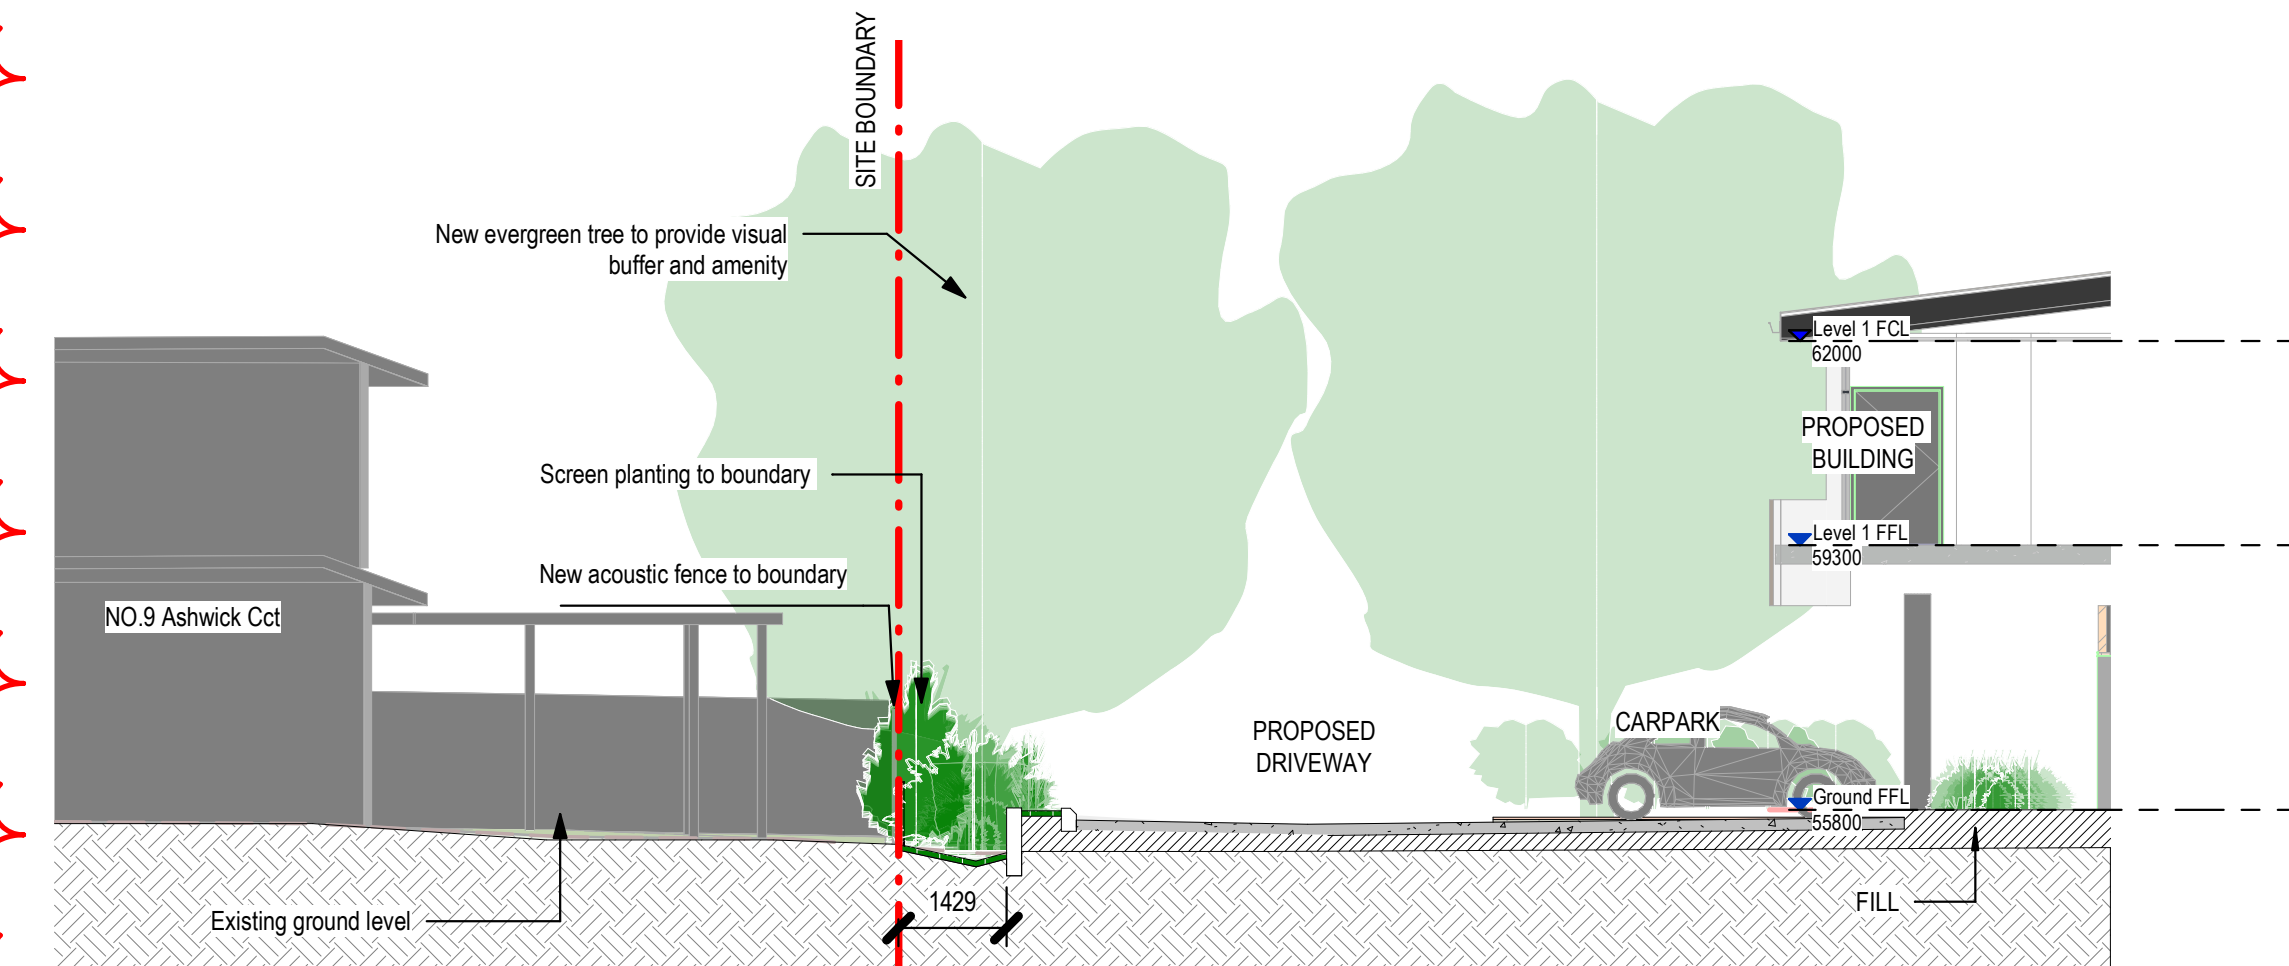 SITE BOUNDARY
New evergreen tree to provide visual
buffer and amenity
Level 1 FCL
62000
PROPOSED
BUILDING
Screen planting to boundary
Level 1 FFL
59300
New acoustic fence to boundary
NO.9 Ashwick Cct
PROPOSED
DRIVEWAY
CARPARK
Ground FFL
55800
1429
Existing ground level
FILL